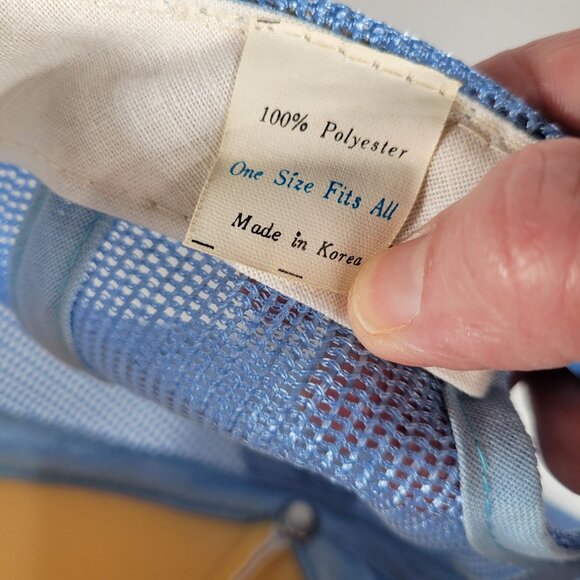 100% Polyester
One Size Fits All
Made in Korea